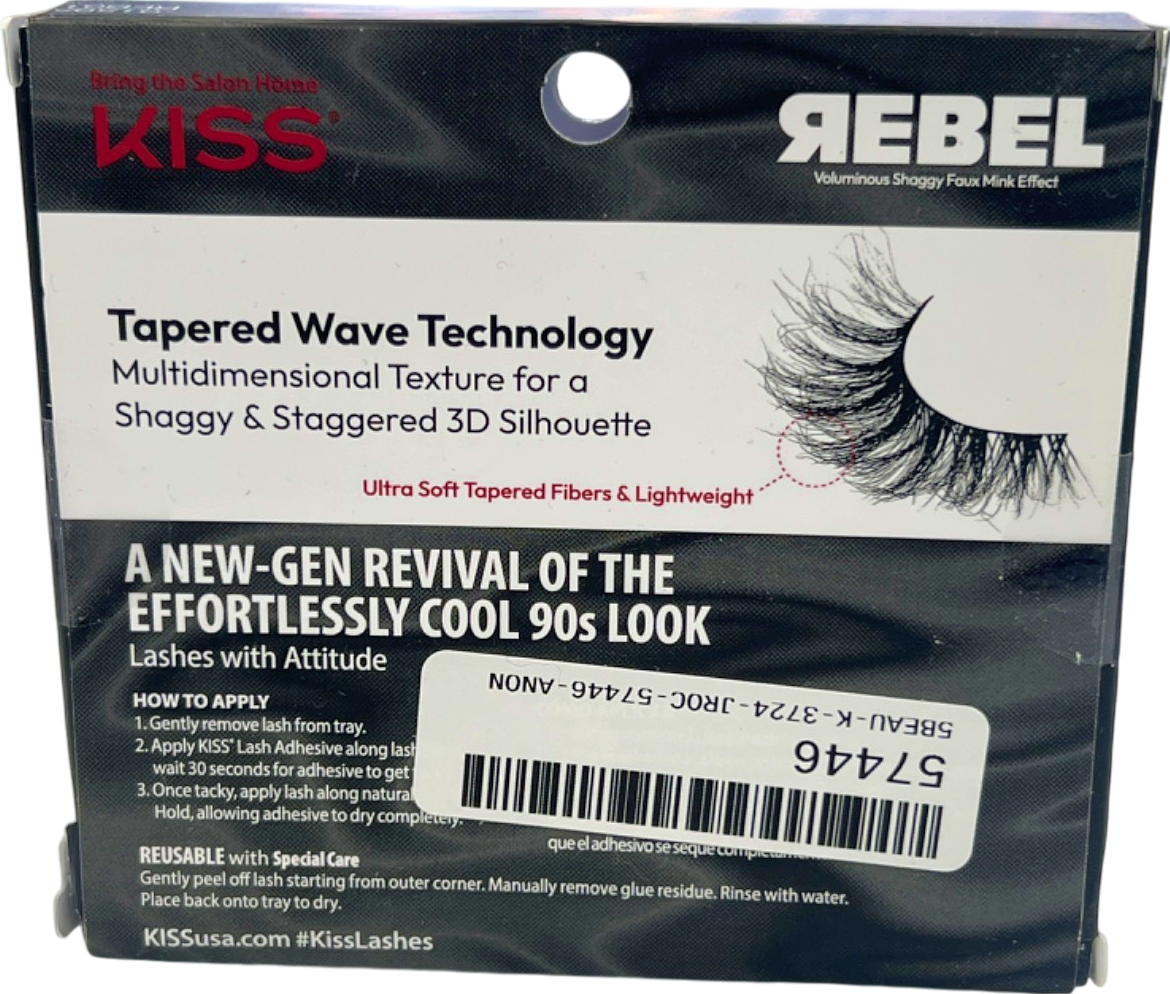 Bring the Salon Home
KISS®
REBEL
Voluminous Shaggy Faux Mink Effect
Tapered Wave Technology
Multidimensional Texture for a
Shaggy & Staggered 3D Silhouette
Ultra Soft Tapered Fibers & Lightweight
A NEW-GEN REVIVAL OF THE
EFFORTLESSLY COOL 90s LOOK
Lashes with Attitude
HOW TO APPLY
1. Gently remove lash from tray.
2. Apply KISS® Lash Adhesive along lash
wait 30 seconds for adhesive to get
3. Once tacky, apply lash along natural
Hold, allowing adhesive to dry completely.
5BEAU-K-3724-JROC-57446-ANON
57446
que el adhesivo se seque
REUSABLE with Special Care
Gently peel off lash starting from outer corner. Manually remove glue residue. Rinse with water.
Place back onto tray to dry.
KISSusa.com #KissLashes